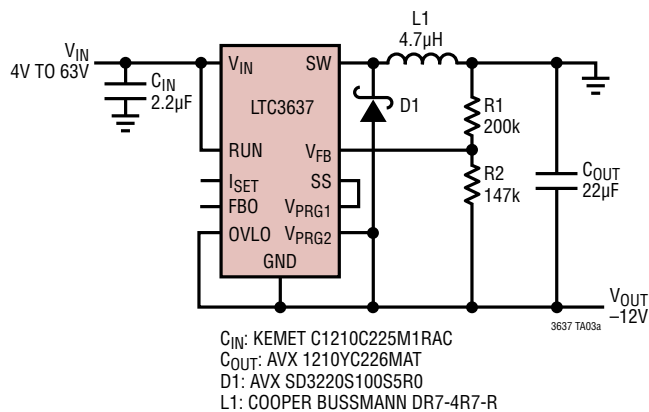 L1
4.7µH
VIN
4V TO 63V
CIN
2.2µF
VIN
SW
LTC3637
D1
R1
200k
RUN
VFB
ISET
SS
R2
147k
COUT
22µF
FBO
VPRG1
OVLO
VPRG2
GND
VOUT
–12V
3637 TA03a
CIN: KEMET C1210C225M1RAC
COUT: AVX 1210YC226MAT
D1: AVX SD3220S100S5R0
L1: COOPER BUSSMANN DR7-4R7-R